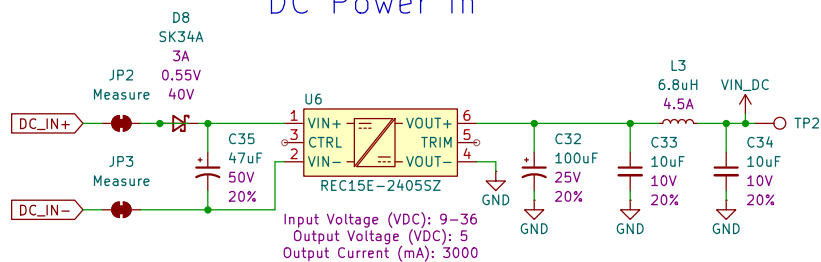 DC Power In
D8
SK34A
3A
0.55V
40V
JP2
Measure
DC_IN+
JP3
Measure
DC_IN-
C35
47uF
50V
20%
U6
1 VIN+ VOUT+ 6
3 CTRL TRIM 5
2 VIN- VOUT- 4
REC15E-2405SZ
Input Voltage (VDC): 9-36
Output Voltage (VDC): 5
Output Current (mA): 3000
GND
C32
100uF
25V
20%
GND
C33
10uF
10V
20%
GND
L3
6.8uH
4.5A
VIN_DC
TP2
C34
10uF
10V
20%
GND